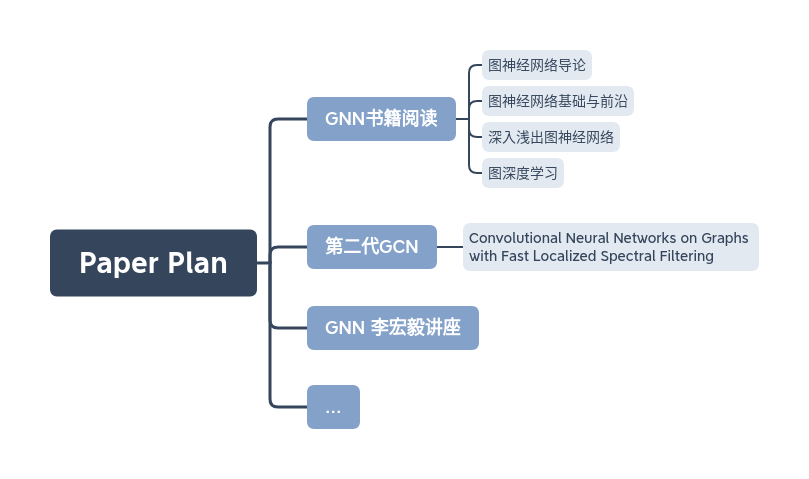 Paper Plan
GNN书籍阅读
图神经网络导论
图神经网络基础与前沿
深入浅出图神经网络
图深度学习
第二代GCN
Convolutional Neural Networks on Graphs
with Fast Localized Spectral Filtering
GNN 李宏毅讲座
...